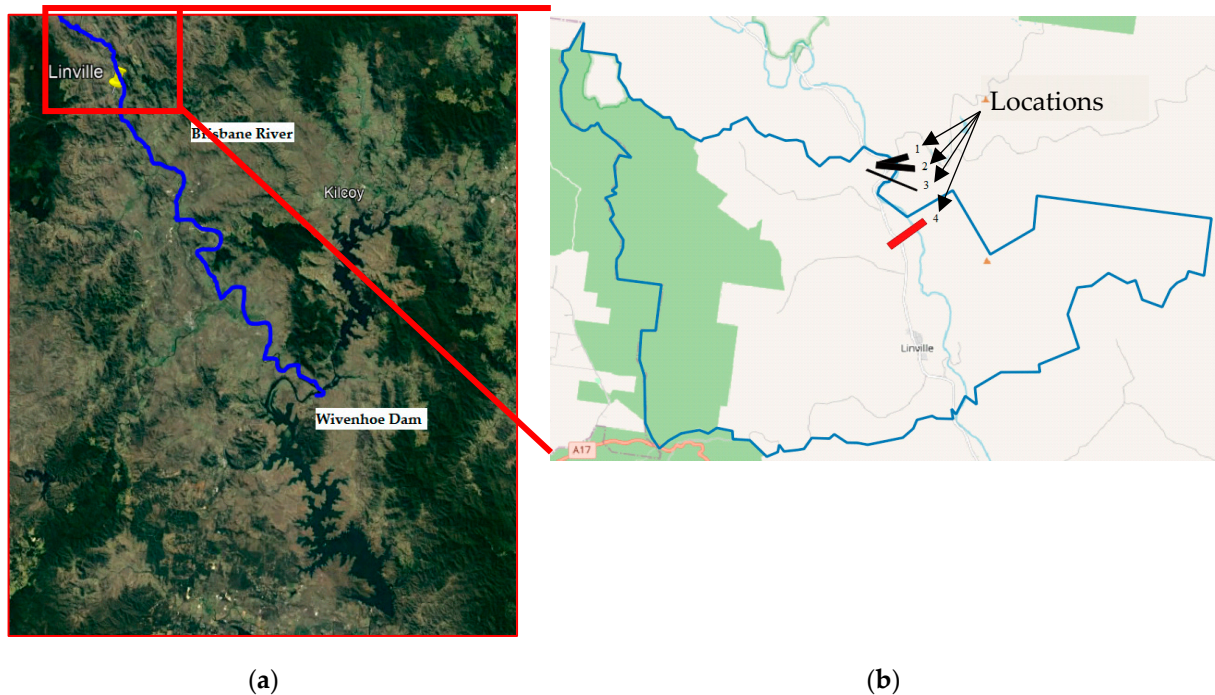 Linville
Brisbane River
Kilcoy
Wivenhoe Dam
Locations
1
2
3
4
Linville
A17
(a)
(b)